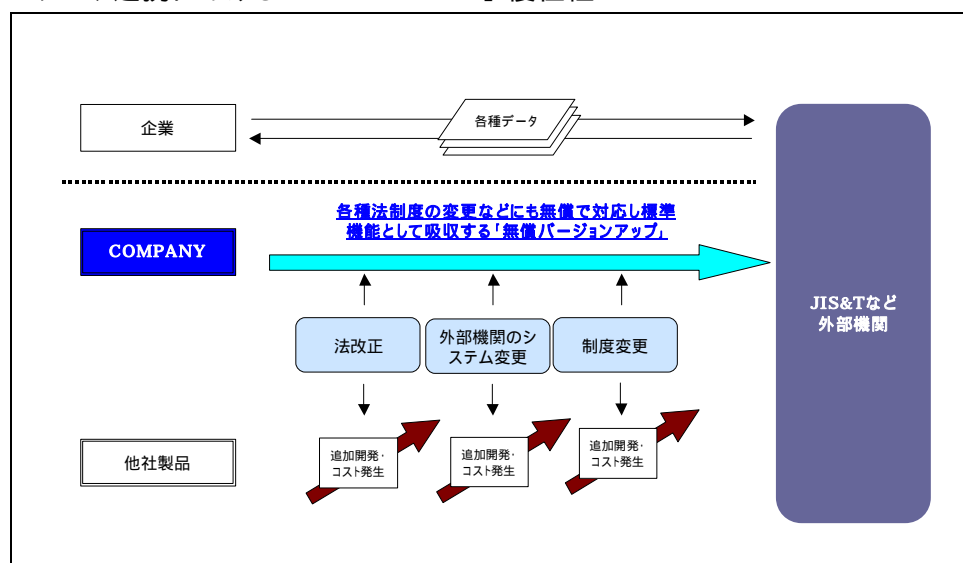 企業
各種データ
各種法制度の変更などにも無償で対応し標準
機能として吸収する「無償バージョンアップ」
COMPANY
JIS&Tなど
外部機関
法改正
外部機関のシ
ステム変更
制度変更
他社製品
追加開発・
コスト発生
追加開発・
コスト発生
追加開発・
コスト発生